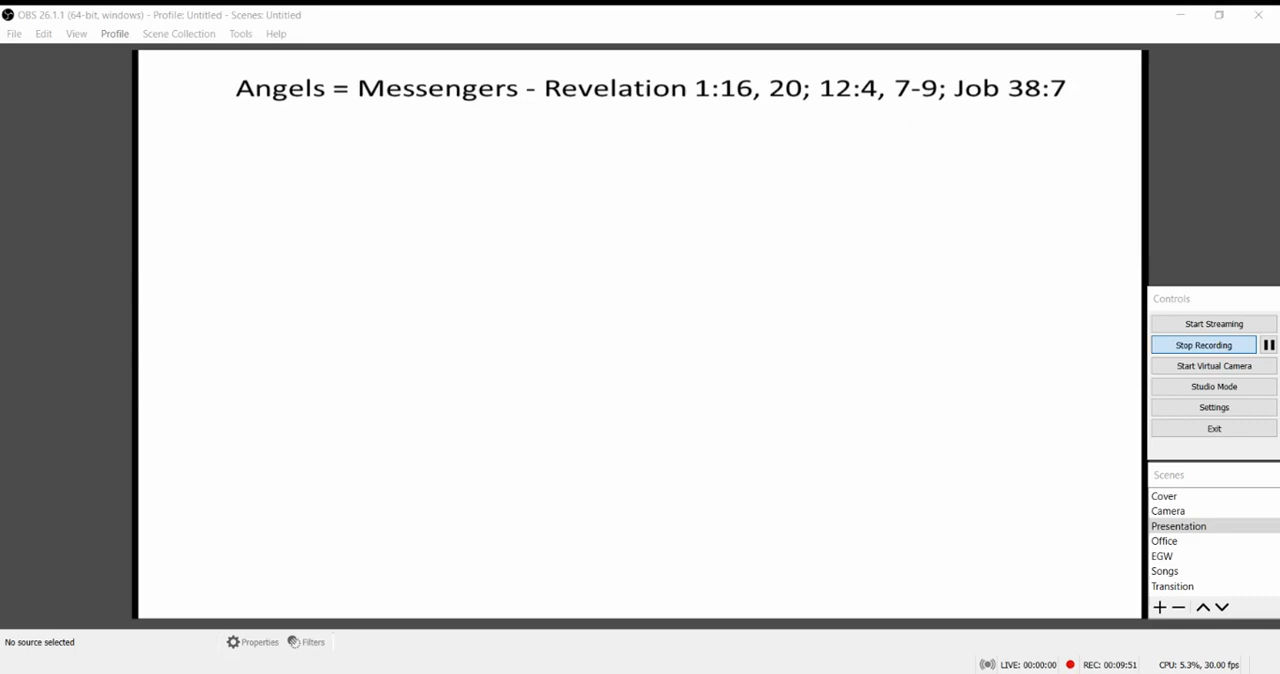 OBS 26.1.1 (64-bit, windows) - Profile: Untitled - Scenes: Untitled
File Edit View Profile Scene Collection Tools Help
Angels = Messengers - Revelation 1:16, 20; 12:4, 7-9; Job 38:7
Controls
Start Streaming
Stop Recording
Start Virtual Camera
Studio Mode
Settings
Exit
Scenes
Cover
Camera
Presentation
Office
EGW
Songs
Transition
No source selected Properties Filters
LIVE: 00:00:00 REC: 00:09:51 CPU: 5.3%, 30.00 fps